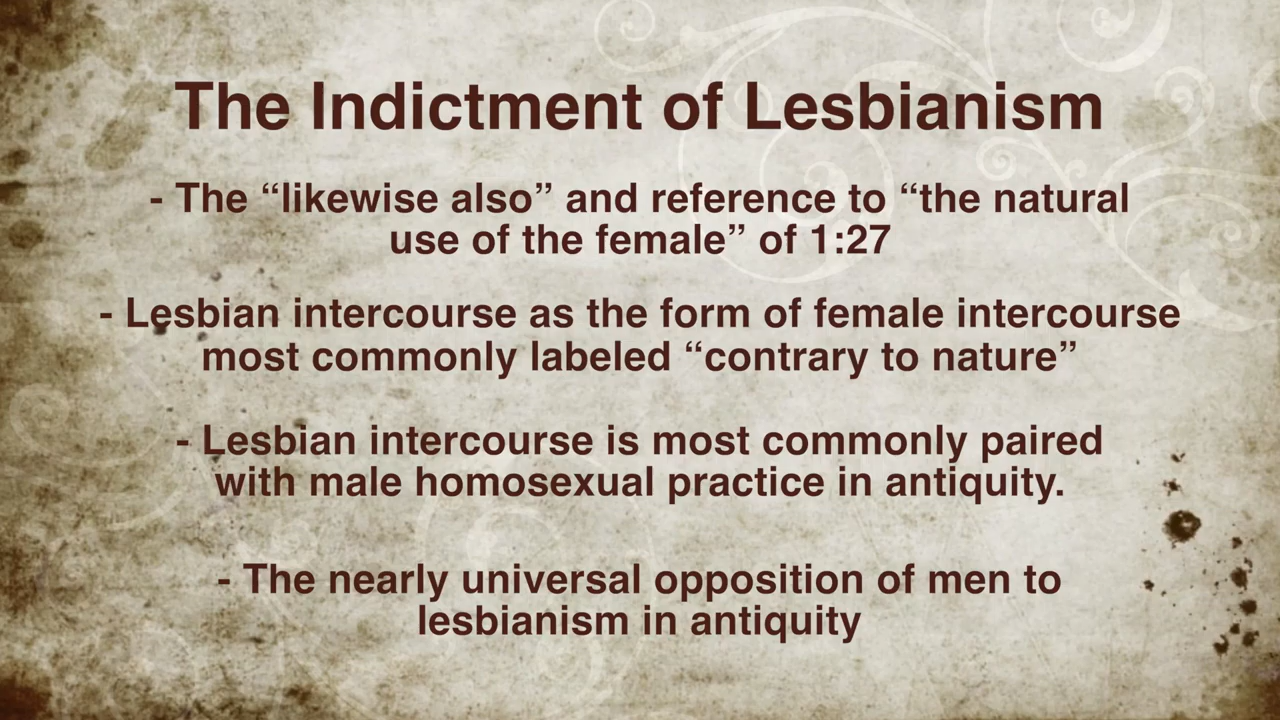 The Indictment of Lesbianism
- The “likewise also” and reference to “the natural
use of the female” of 1:27
- Lesbian intercourse as the form of female intercourse
most commonly labeled “contrary to nature”
- Lesbian intercourse is most commonly paired
with male homosexual practice in antiquity.
- The nearly universal opposition of men to
lesbianism in antiquity